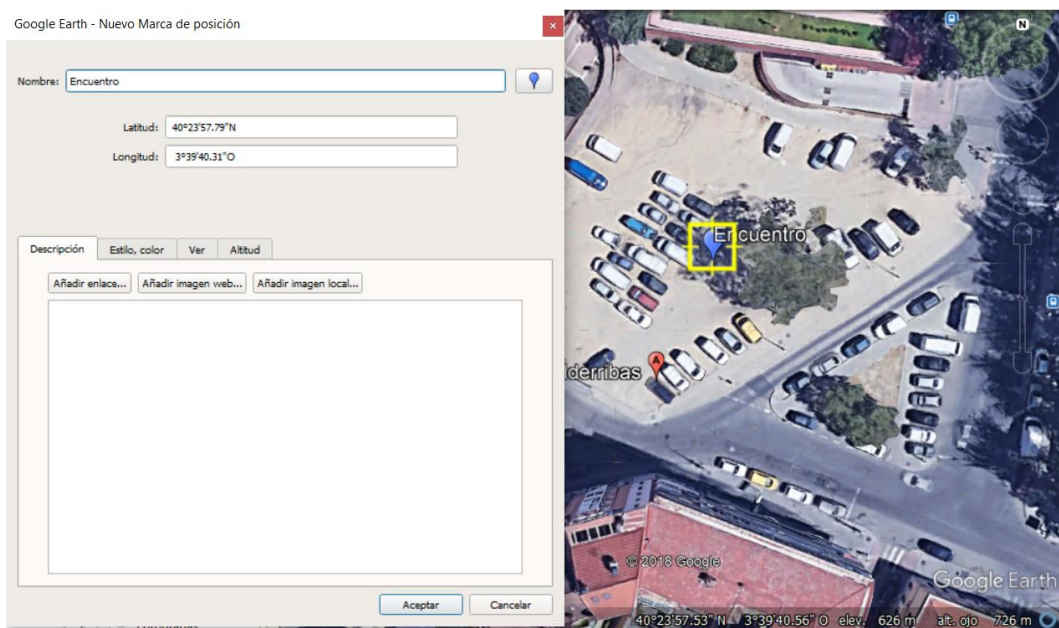 Google Earth - Nuevo Marca de posición
Nombre: Encuentro
Latitud: 40°23'57.79"N
Longitud: 3°39'40.31"O
Descripción Estilo, color Ver Altitud
Añadir enlace... Añadir imagen web... Añadir imagen local...
Aceptar Cancelar
N
Encuentro
A
iderribas
© 2018 Google
Google Earth
40°23'57.53" N 3°39'40.56" O elev. 626 m alt. ojo 726 m